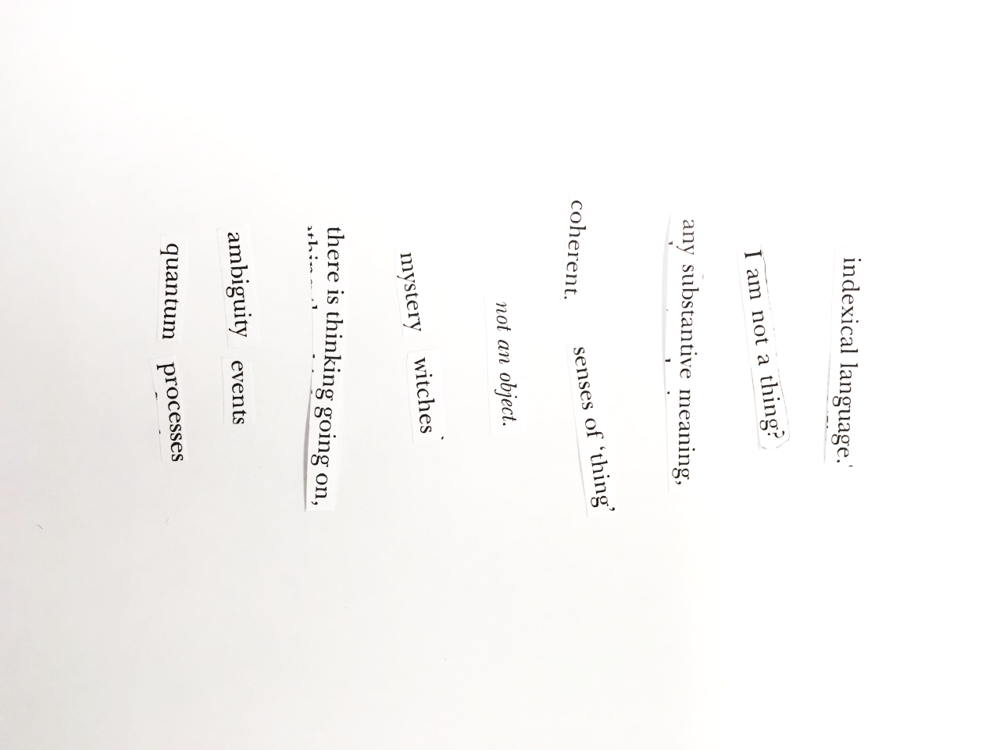 indexical language.'
I am not a thing?
any substantive meaning,
coherent. senses of ‘thing’
not an object.
mystery witches
there is thinking going on,
ambiguity events
quantum processes